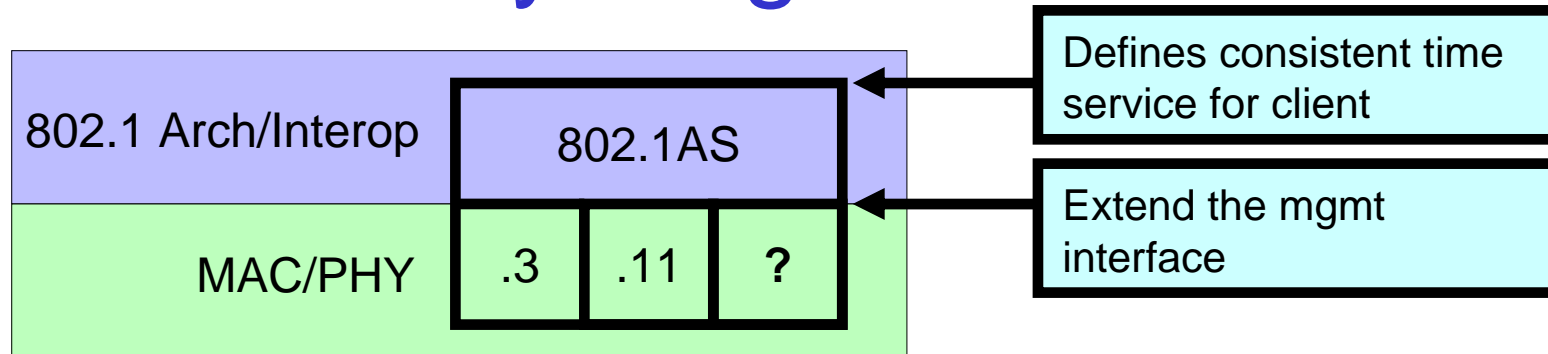 Defines consistent time
service for client
802.1 Arch/Interop
802.1AS
Extend the mgmt
interface
MAC/PHY
.3
.11
?